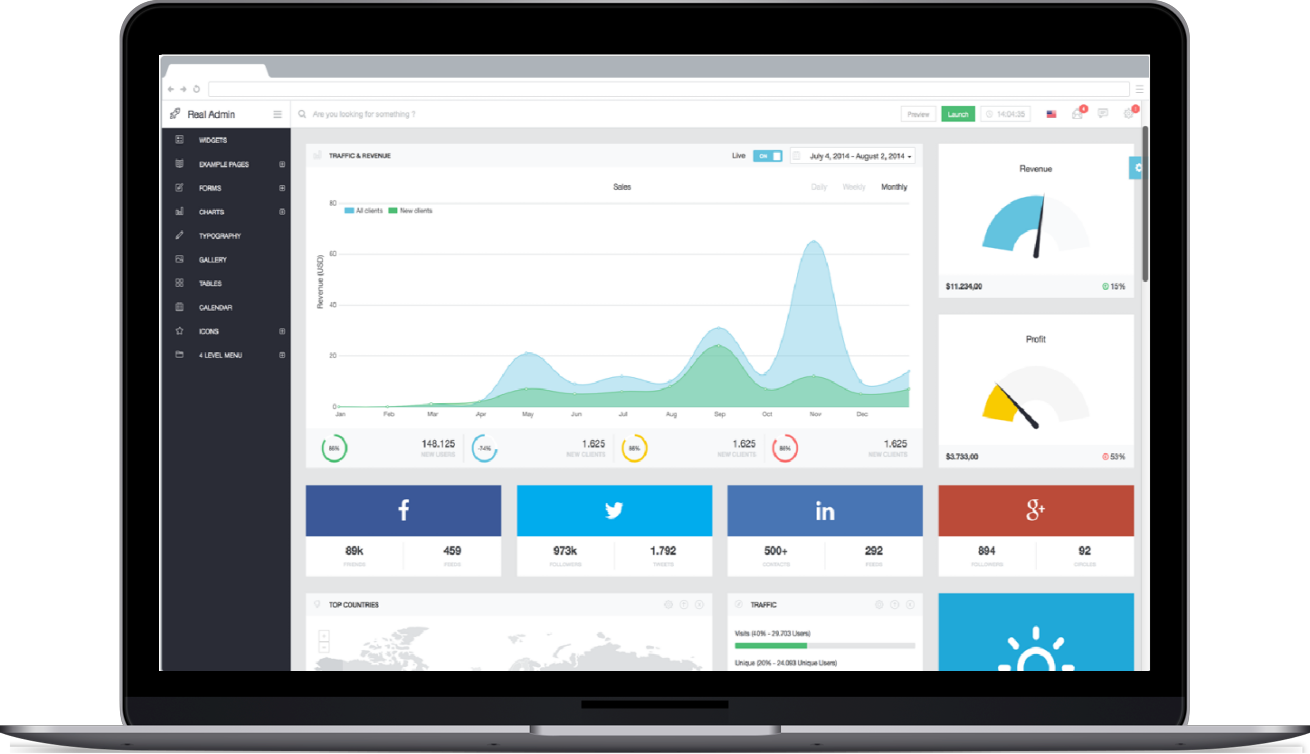 Real Admin
Are you looking for something ?
Preview
Launch
14:04:35
WIDGETS
EXAMPLE PAGES
FORMS
CHARTS
TYPOGRAPHY
GALLERY
TABLES
CALENDAR
ICONS
4 LEVEL MENU
TRAFFIC & REVENUE
Live
ON
July 4, 2014 - August 2, 2014
Sales
Daily
Weekly
Monthly
All clients
New clients
Revenue (USD)
80
60
40
20
0
Jan
Feb
Mar
Apr
May
Jun
Jul
Aug
Sep
Oct
Nov
Dec
148.125
NEW USERS
-74%
1.625
NEW CLIENTS
1.625
NEW CLIENTS
1.625
NEW CLIENTS
Revenue
$11.234,00
15%
Profit
$3.733,00
53%
f
89k
FRIENDS
459
FEEDS
973k
FOLLOWERS
1.792
TWEETS
in
500+
CONTACTS
292
FEEDS
g+
894
FOLLOWERS
92
CIRCLES
TOP COUNTRIES
TRAFFIC
Visits (40% - 29.703 Users)
Unique (20% - 24.093 Unique Users)